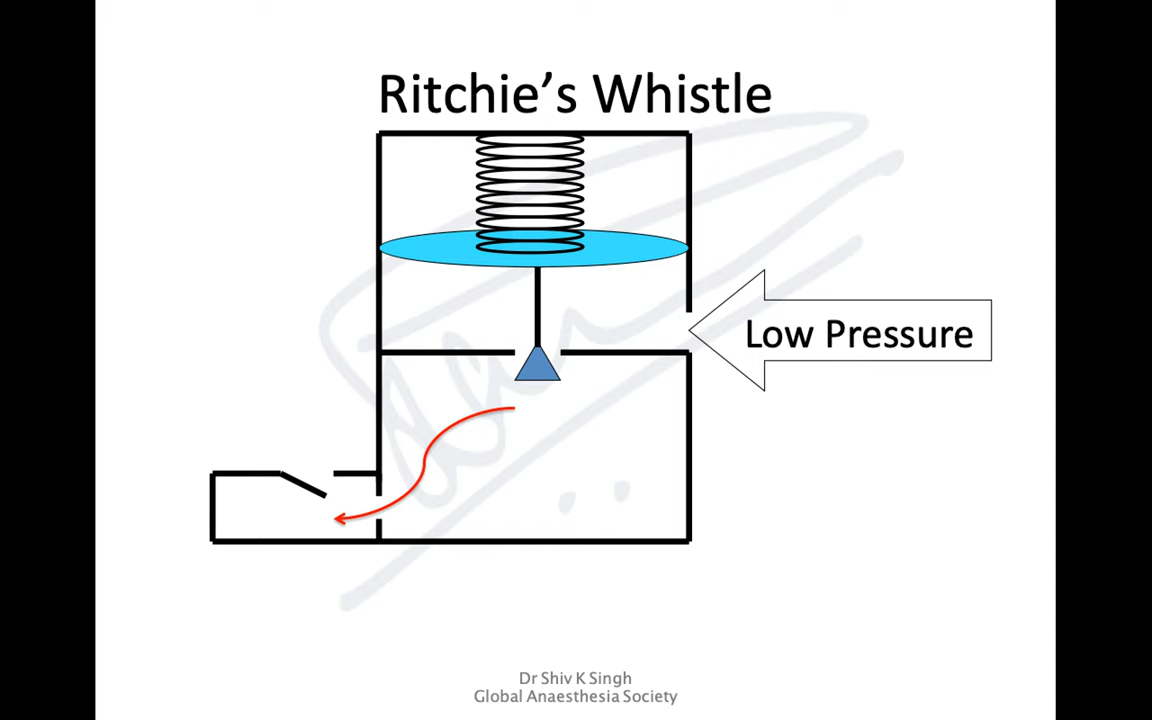 Ritchie’s Whistle
Low Pressure
Dr Shiv K Singh
Global Anaesthesia Society